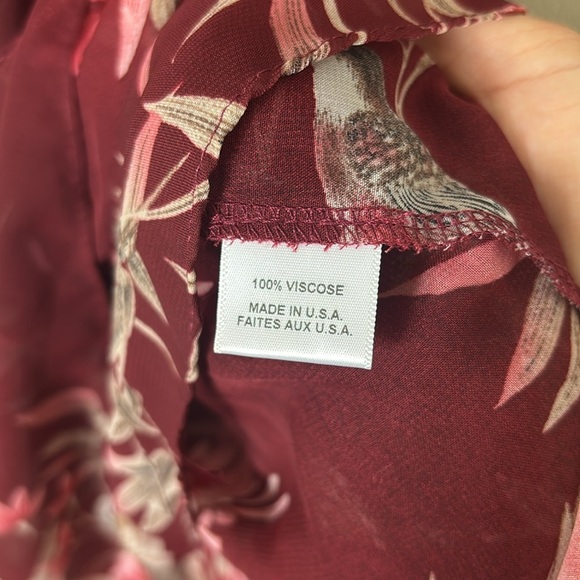 100% VISCOSE
MADE IN U.S.A.
FAITES AUX U.S.A.